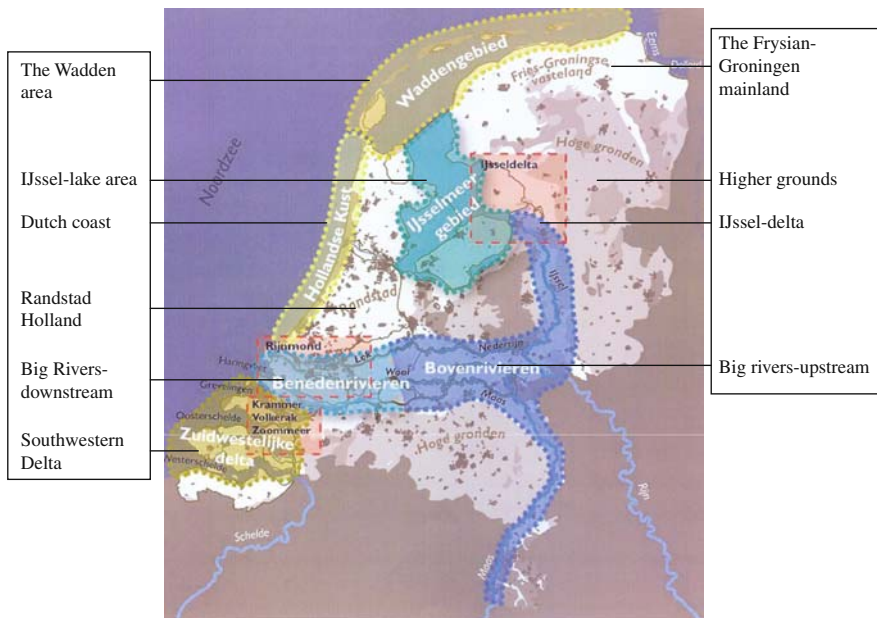 The Wadden
area
IJssel-lake area
Dutch coast
Randstad
Holland
Big Rivers-
downstream
Southwestern
Delta
Waddengebied
Eems
Fries-Groningse
vasteland
Hoge gronden
Noordzee
IJsseldelta
IJsselmeer
gebied
Hollandse Kust
IJssel
Randstad
Rijnmond
Lek
Nederrijn
Haringvliet
Waal
Benedenrivieren
Bovenrivieren
Grevelingen
Maas
Krammer
Volkerak
Zoommeer
Oosterschelde
Zuidwestelijke
delta
Hoge gronden
Westerschelde
Rijn
Schelde
Maas
The Frysian-
Groningen
mainland
Higher grounds
IJssel-delta
Big rivers-upstream